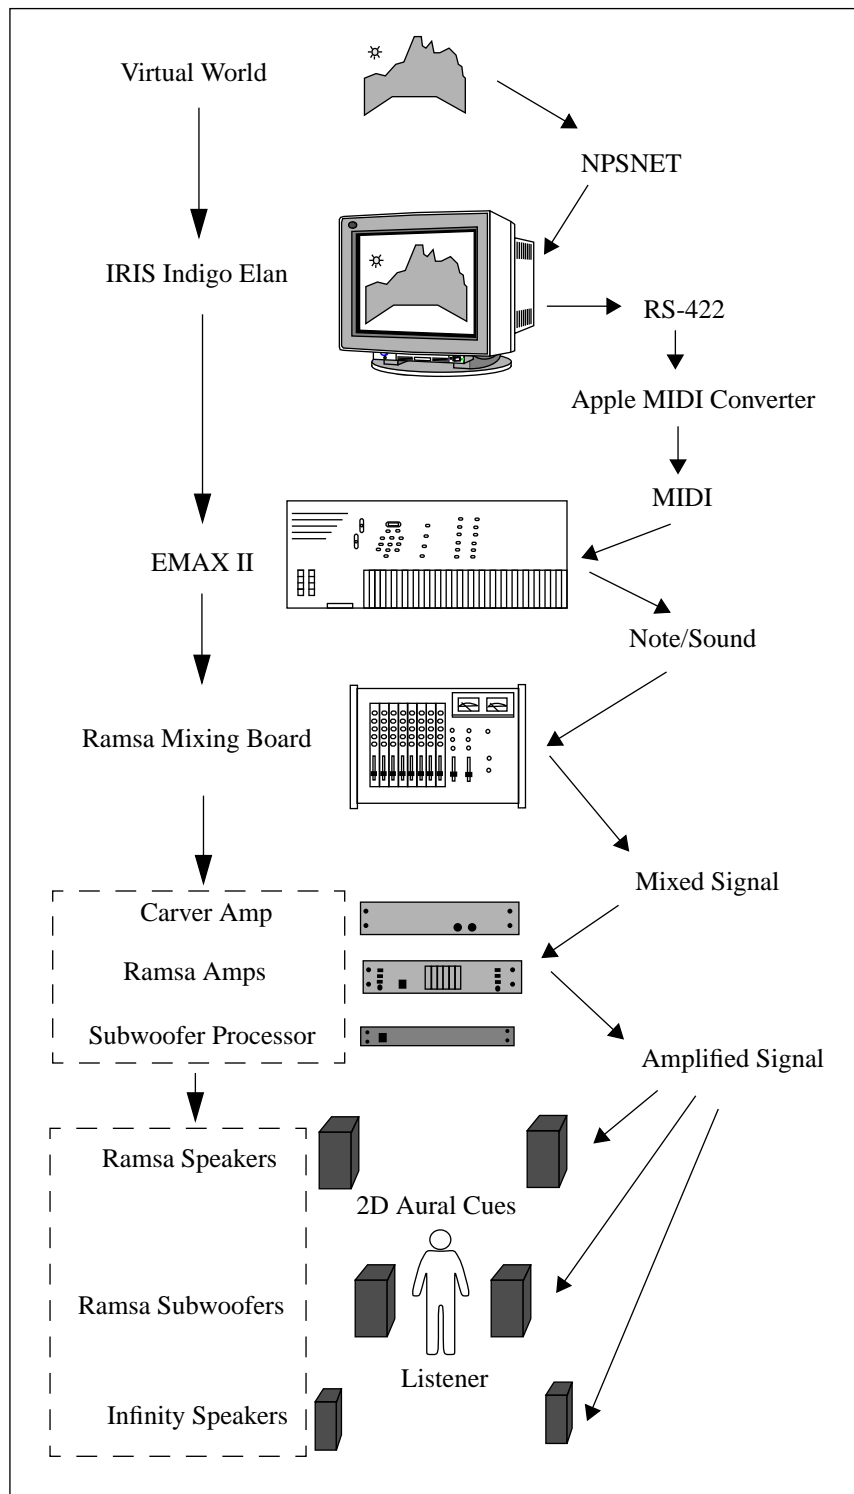 Virtual World
NPSNET
IRIS Indigo Elan
RS-422
Apple MIDI Converter
MIDI
EMAX II
Note/Sound
Ramsa Mixing Board
Mixed Signal
Carver Amp
Ramsa Amps
Subwoofer Processor
Amplified Signal
Ramsa Speakers
2D Aural Cues
Ramsa Subwoofers
Listener
Infinity Speakers